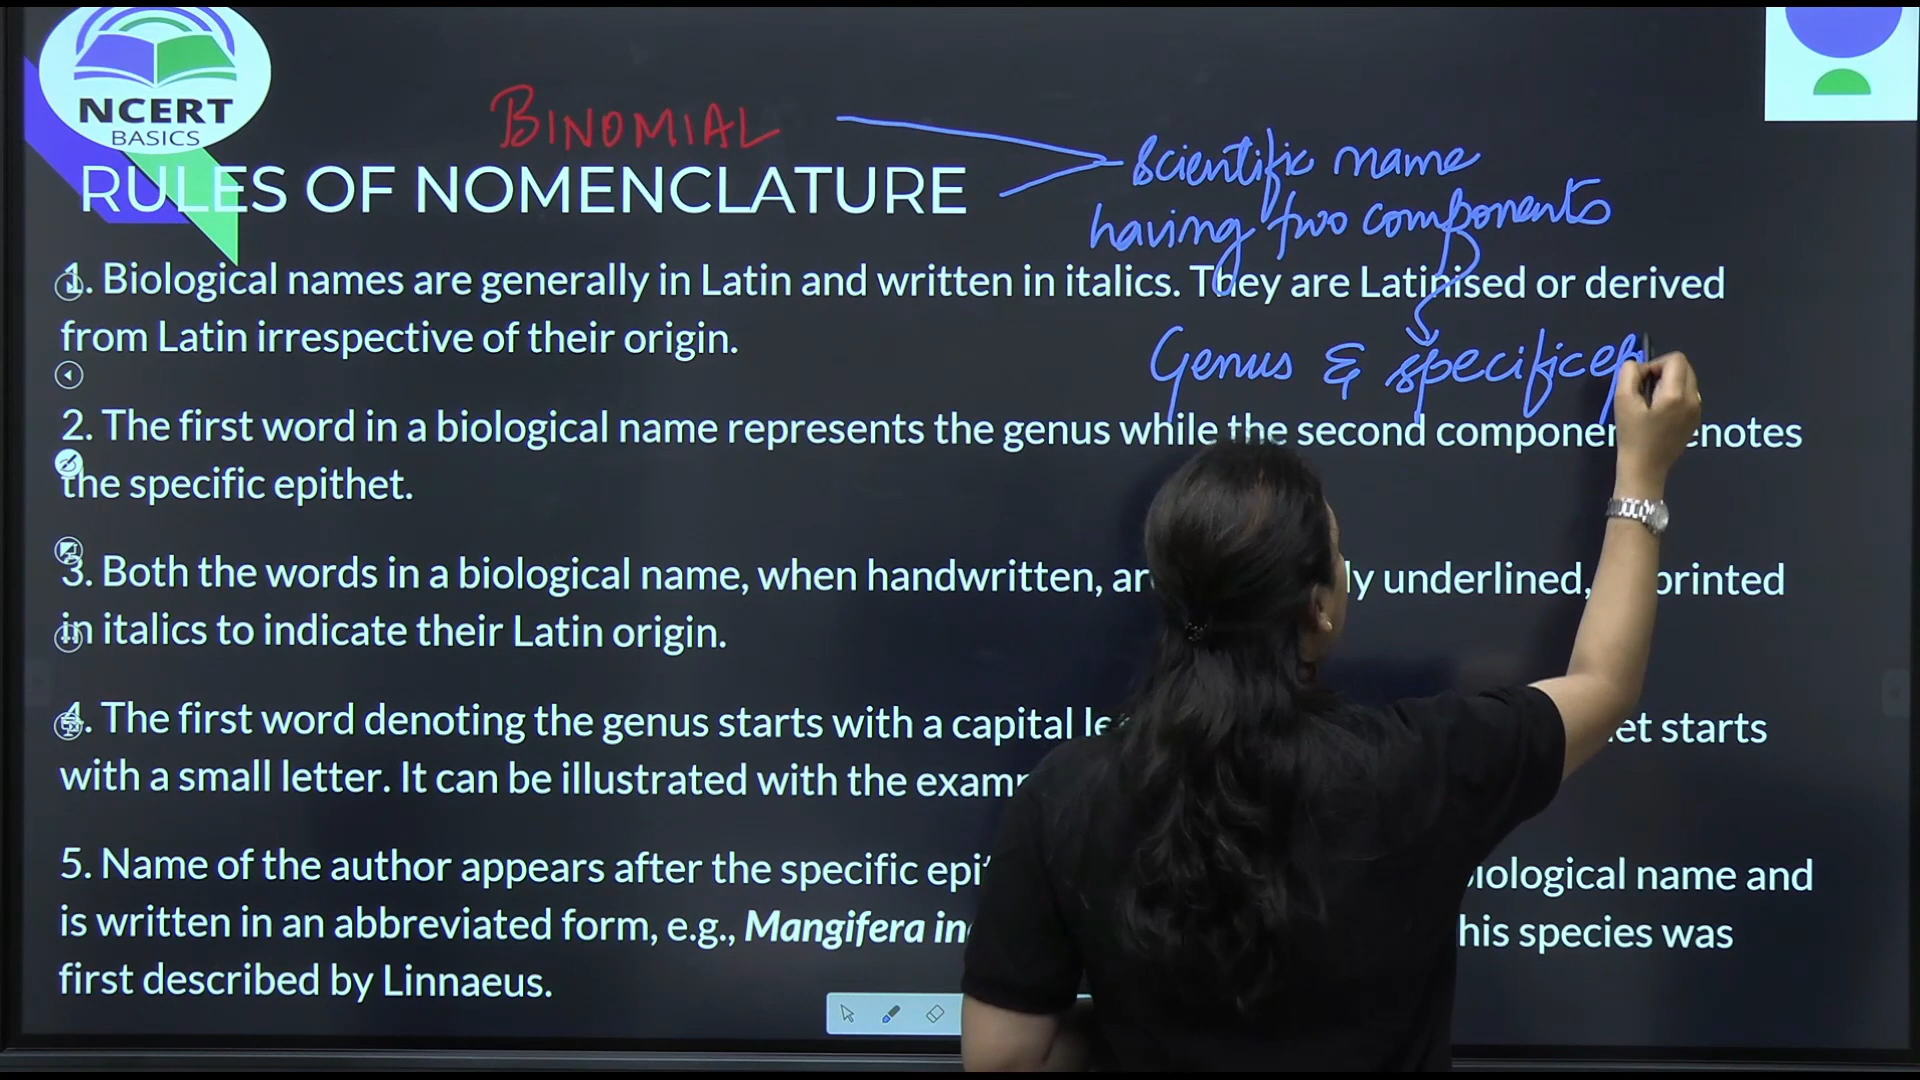 NCERT
BASICS
BINOMIAL
RULES OF NOMENCLATURE
Scientific name
having two components
1. Biological names are generally in Latin and written in italics. They are Latinised or derived
from Latin irrespective of their origin.
Genus & specific ep
2. The first word in a biological name represents the genus while the second componen enotes
the specific epithet.
3. Both the words in a biological name, when handwritten, ar ly underlined, printed
in italics to indicate their Latin origin.
4. The first word denoting the genus starts with a capital le et starts
with a small letter. It can be illustrated with the exam
5. Name of the author appears after the specific epi iological name and
is written in an abbreviated form, e.g., Mangifera in his species was
first described by Linnaeus.